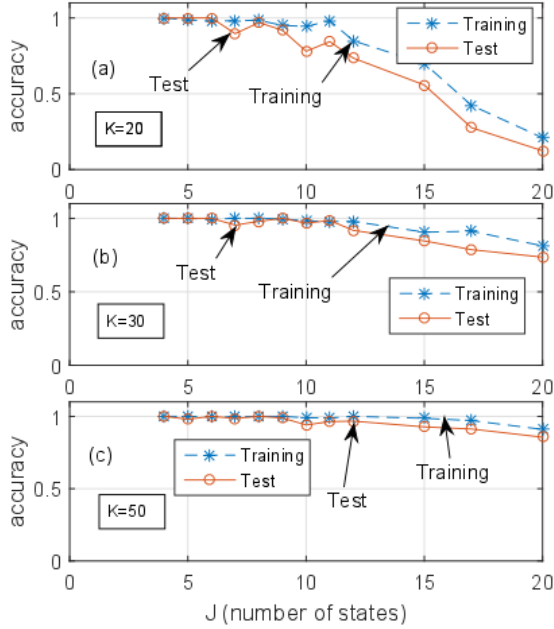 1
0.5
0
accuracy
(a)
K=20
Test
Training
Training
Test
0
5
10
15
20
1
0.5
0
accuracy
(b)
K=30
Test
Training
Training
Test
0
5
10
15
20
1
0.5
0
accuracy
(c)
K=50
Training
Test
Test
Training
0
5
10
15
20
J (number of states)